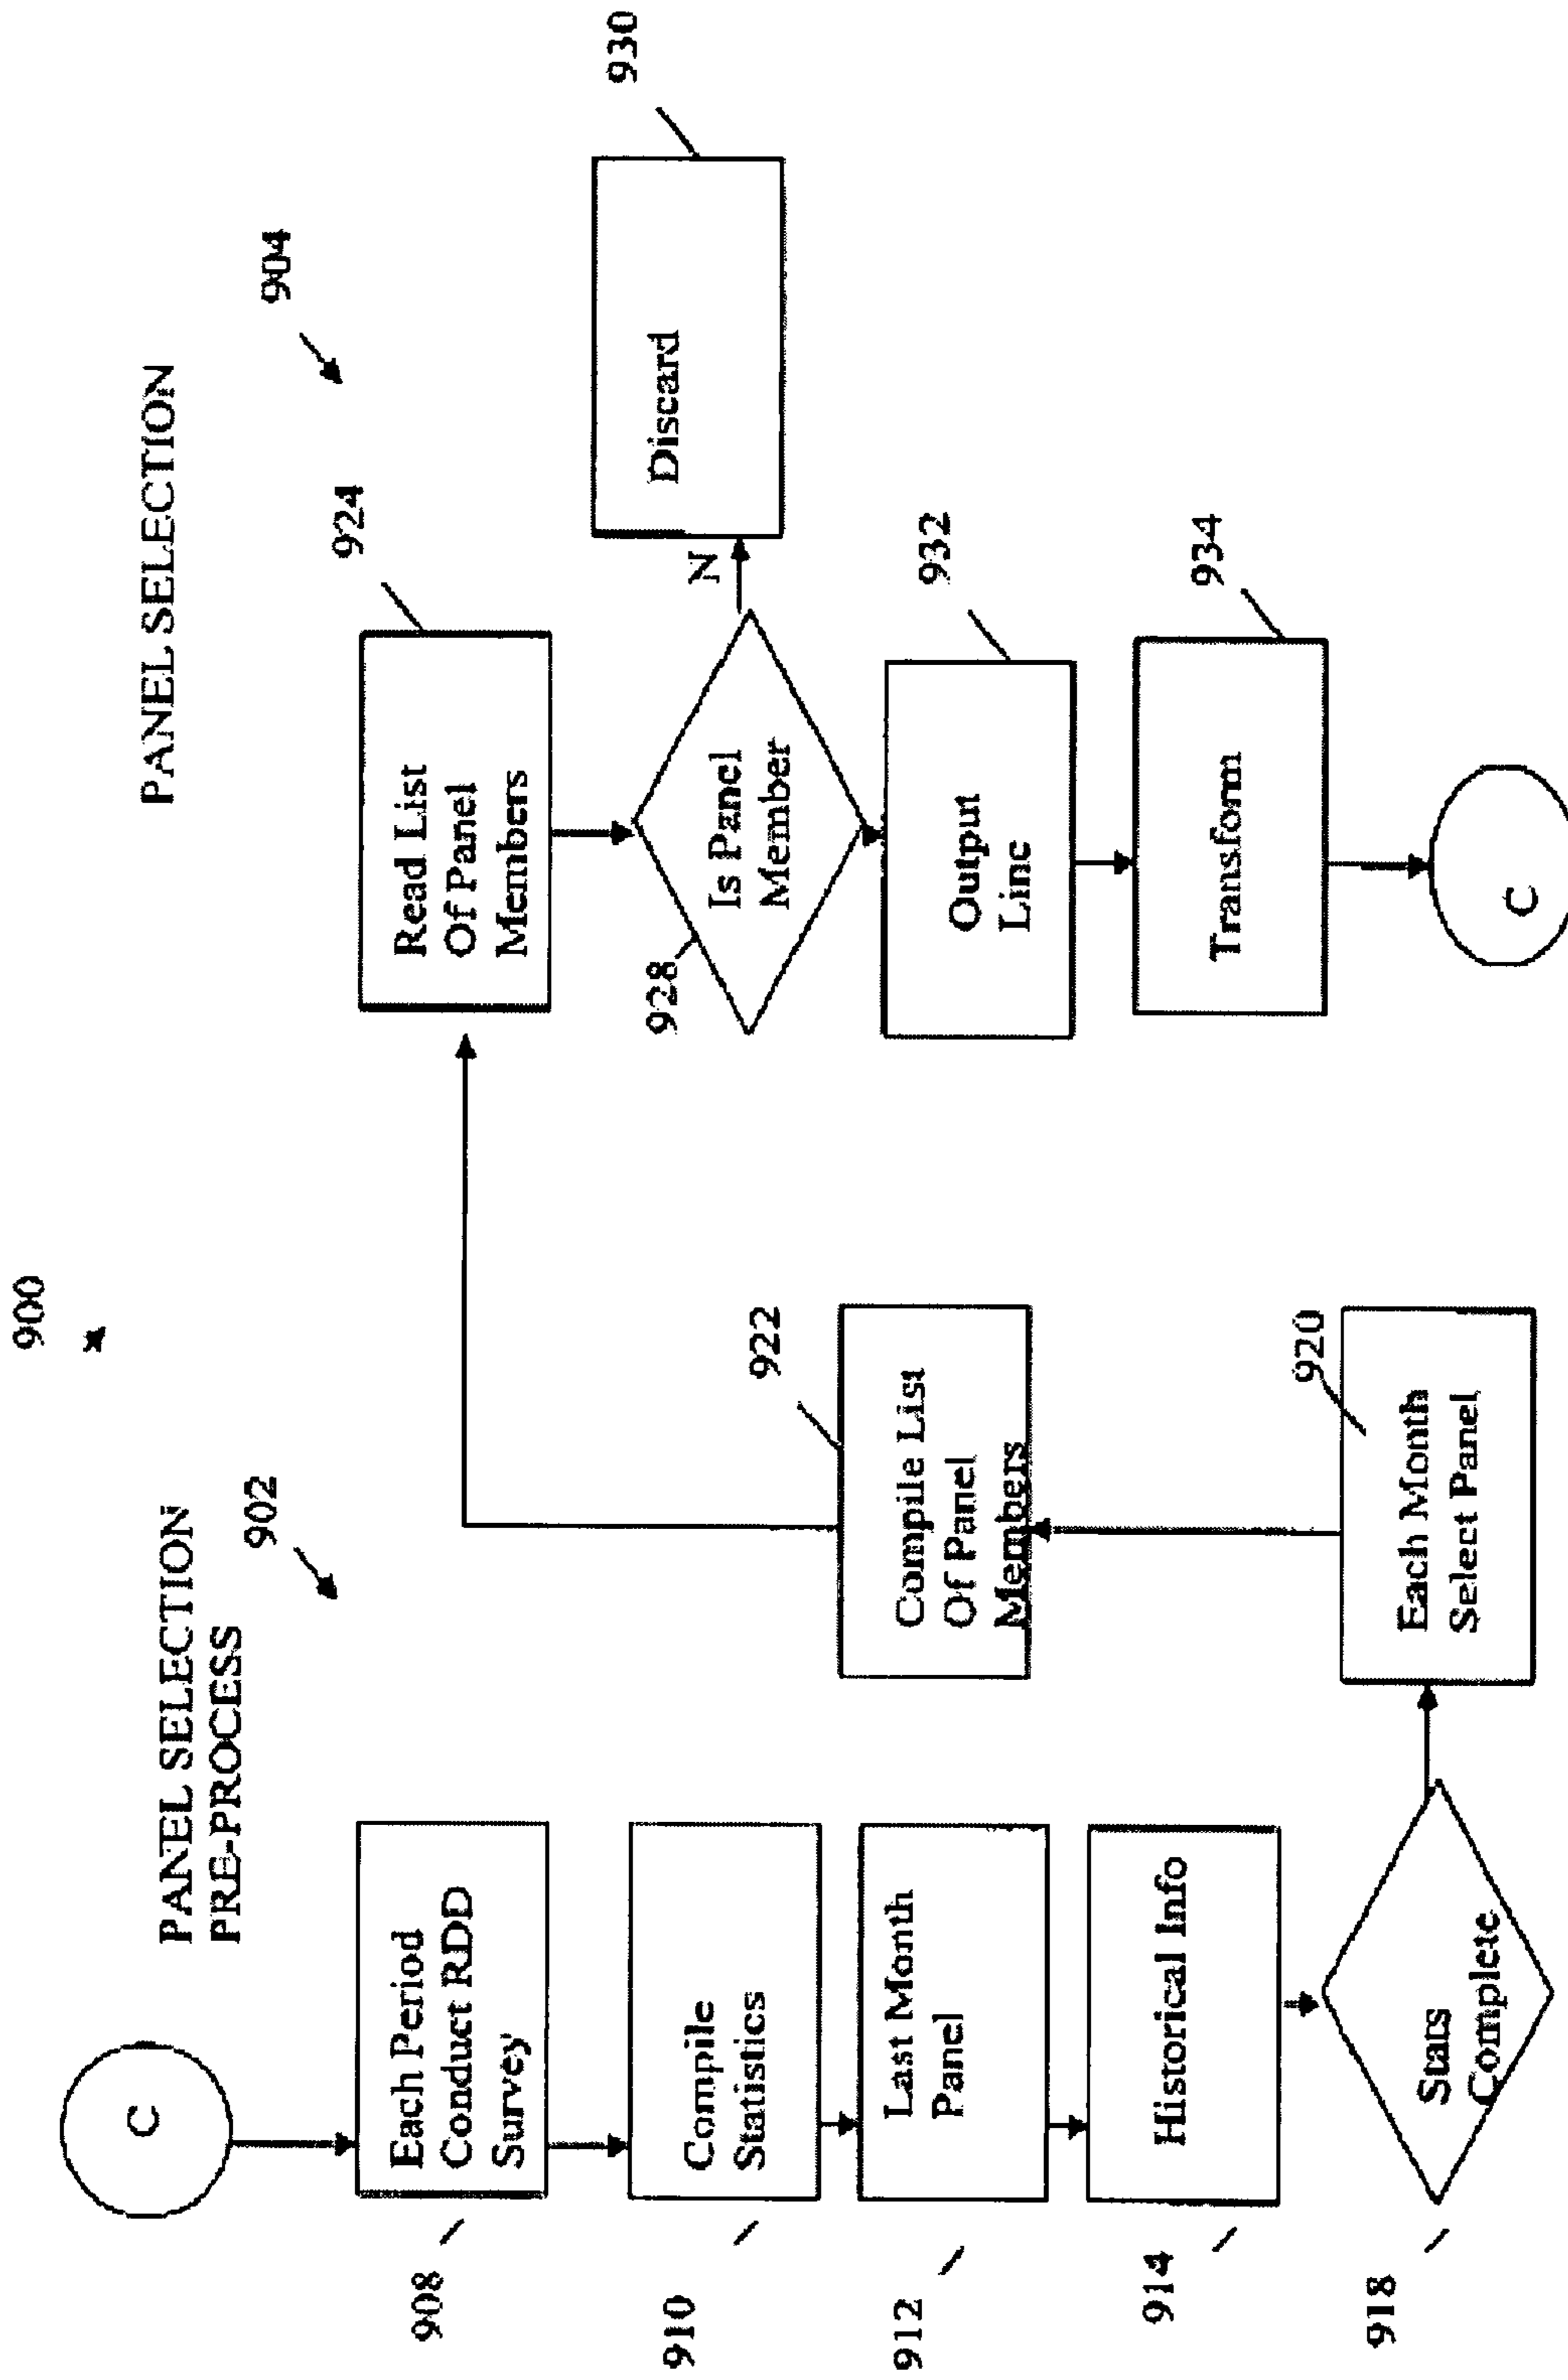 900
PANEL SELECTION
PRE-PROCESS
902
C
Each Period
Conduct RDD
Survey
908
Compile
Statistics
910
Last Month
Panel
912
Historical Info
914
Stats
Complete
918
Each Month
Select Panel
920
Compile List
Of Panel
Members
922
PANEL SELECTION
904
Read List
Of Panel
Members
924
Is Panel
Member
928
N
Discard
930
Output
Line
932
Transform
934
C